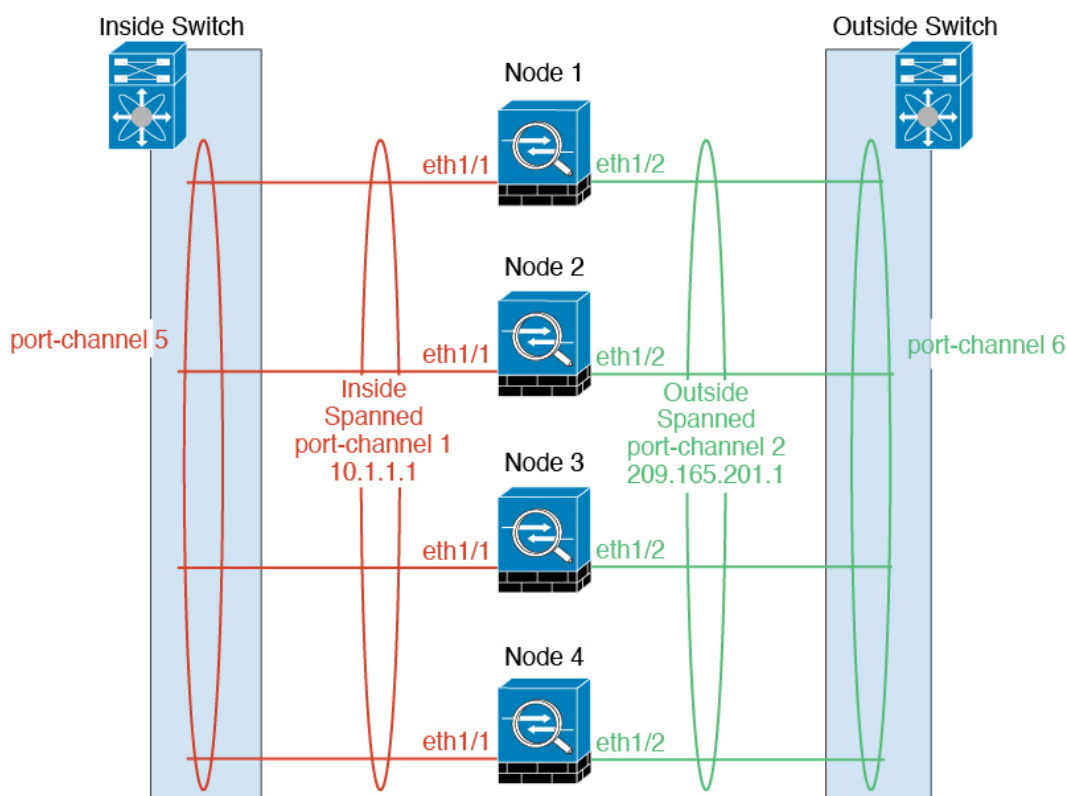 Inside Switch
Outside Switch
Node 1
eth1/1
eth1/2
Node 2
port-channel 5
port-channel 6
eth1/1
eth1/2
Inside
Spanned
port-channel 1
10.1.1.1
Outside
Spanned
port-channel 2
209.165.201.1
Node 3
eth1/1
eth1/2
Node 4
eth1/1
eth1/2